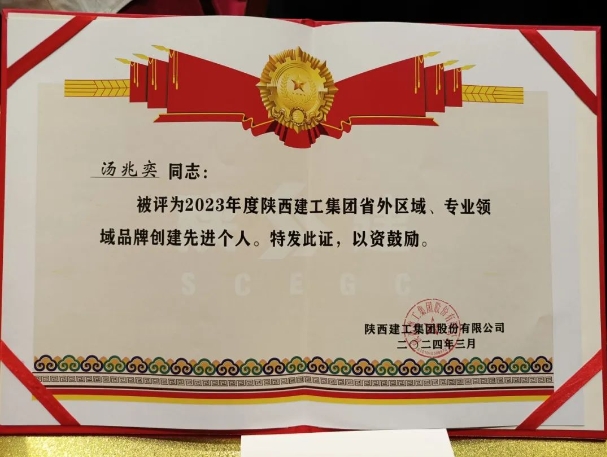 汤兆奕 同志：
被评为2023年度陕西建工集团省外区域、专业领
域品牌创建先进个人。特发此证，以资鼓励。
SCEGC
陕西建工集团股份有限公司
二〇二四年三月